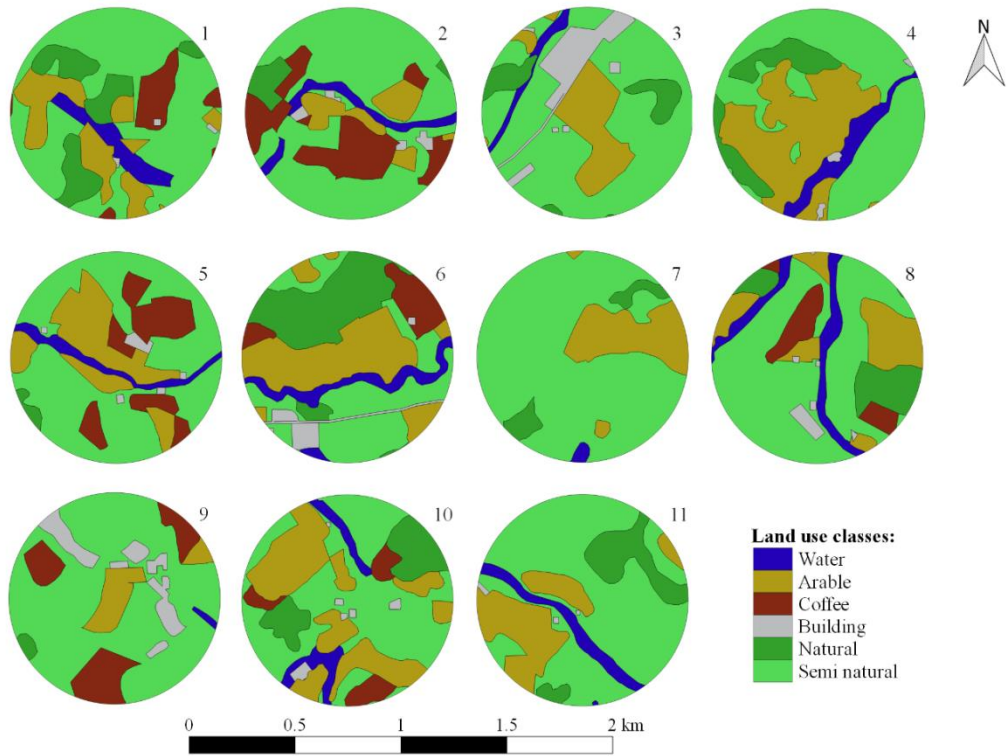 1
2
3
4
N
5
6
7
8
9
10
11
Land use classes:
Water
Arable
Coffee
Building
Natural
Semi natural
0 0.5 1 1.5 2 km